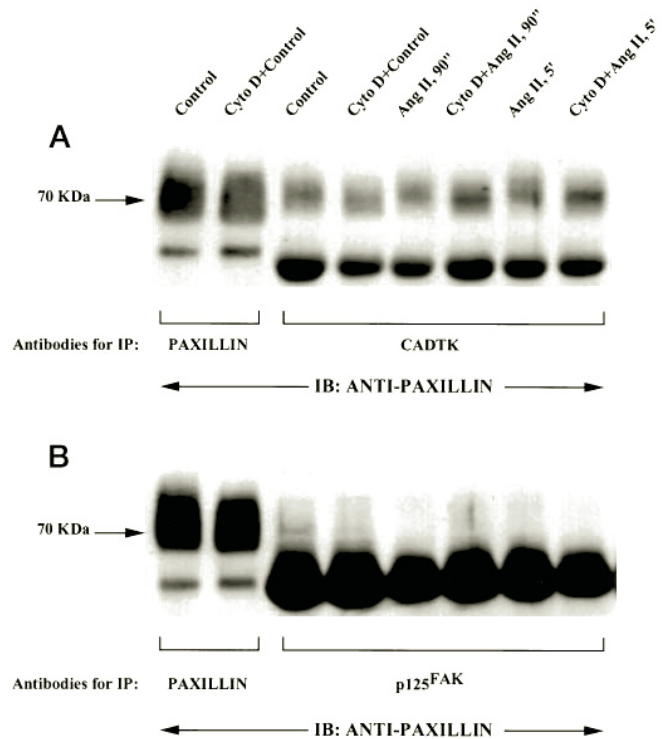 Control
Cyto D+Control
Control
Cyto D+Control
Ang II, 90"
Cyto D+Ang II, 90"
Ang II, 5'
Cyto D+Ang II, 5'
A
70 KDa
Antibodies for IP: PAXILLIN CADTK
IB: ANTI-PAXILLIN
B
70 KDa
Antibodies for IP: PAXILLIN p125FAK
IB: ANTI-PAXILLIN